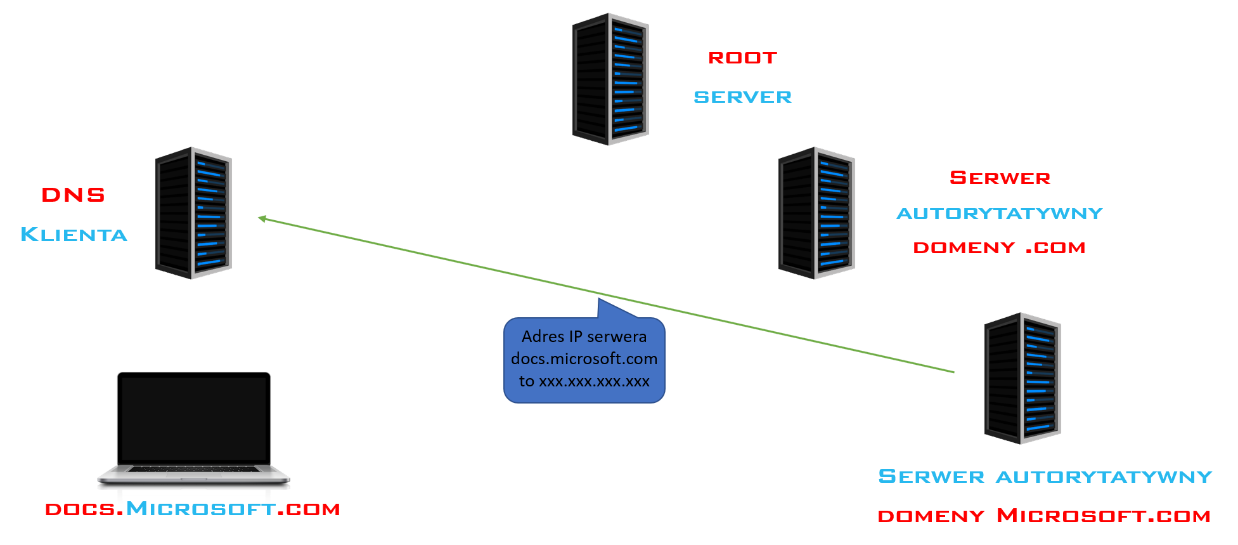 ROOT
SERVER
DNS
KLIENTA
SERWER
AUTORYTATYWNY
DOMENY .COM
Adres IP serwera
docs.microsoft.com
to xxx.xxx.xxx.xxx
DOCS.MICROSOFT.COM
SERWER AUTORYTATYWNY
DOMENY MICROSOFT.COM